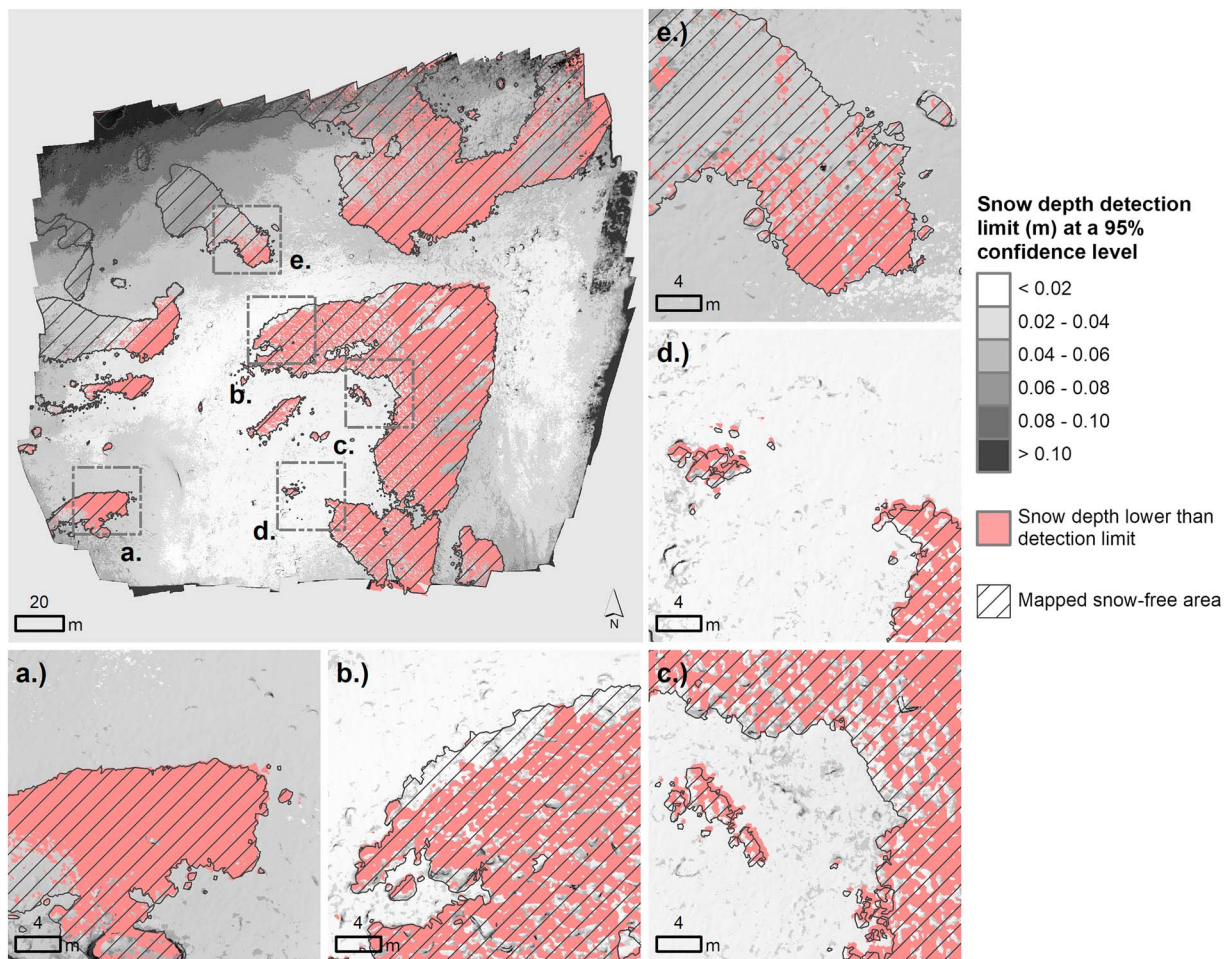 e.
b.
c.
d.
a.
20
m
N
e.)
4
m
d.)
4
m
a.)
4
m
b.)
4
m
c.)
4
m
Snow depth detection
limit (m) at a 95%
confidence level
< 0.02
0.02 - 0.04
0.04 - 0.06
0.06 - 0.08
0.08 - 0.10
> 0.10
Snow depth lower than
detection limit
Mapped snow-free area